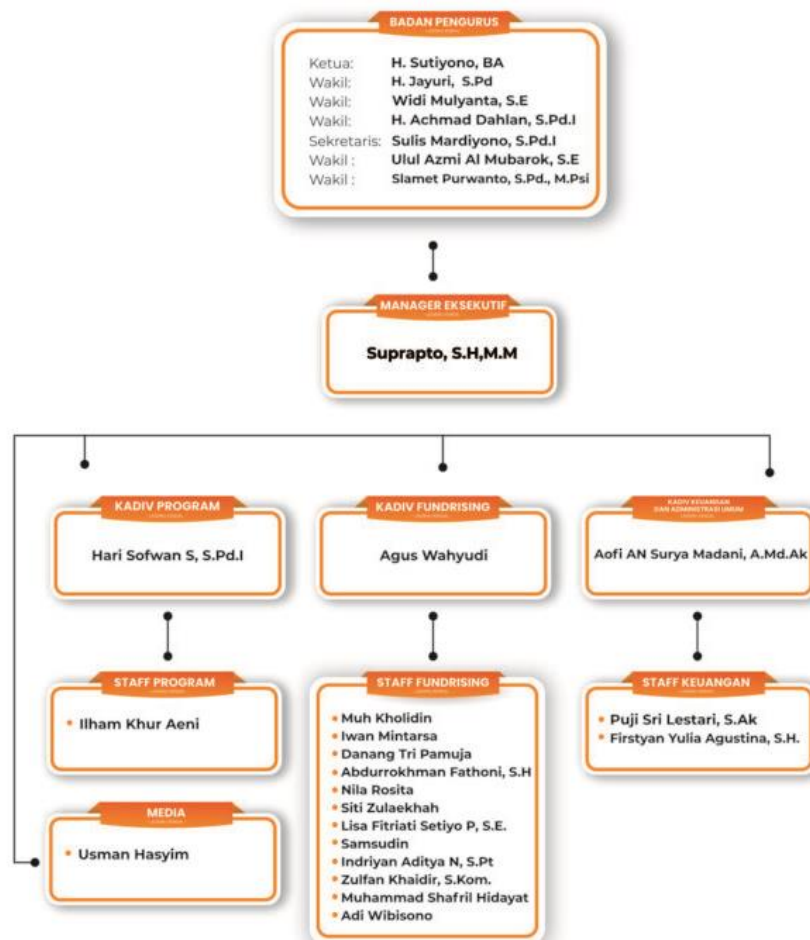 BADAN PENGURUS
Ketua: H. Sutiyono, BA
Wakil: H. Jayuri, S.Pd
Wakil: Widi Mulyanta, S.E
Wakil: H. Achmad Dahlan, S.Pd.I
Sekretaris: Sulis Mardiyono, S.Pd.I
Wakil : Ulul Azmi Al Mubarok, S.E
Wakil : Slamet Purwanto, S.Pd., M.Psi
MANAGER EKSEKUTIF
Suprapto, S.H,M.M
KADIV PROGRAM
Hari Sofwan S, S.Pd.I
KADIV FUNDRISING
Agus Wahyudi
KADIV KEUANGAN
DAN ADMINISTRASI UMUM
Aofi AN Surya Madani, A.Md.Ak
STAFF PROGRAM
• Ilham Khur Aeni
MEDIA
• Usman Hasyim
STAFF FUNDRISING
• Muh Kholidin
• Iwan Mintarsa
• Danang Tri Pamuja
• Abdurrokhman Fathoni, S.H
• Nila Rosita
• Siti Zulaekhah
• Lisa Fitriati Setiyo P, S.E.
• Samsudin
• Indriyan Aditya N, S.Pt
• Zulfan Khaidir, S.Kom.
• Muhammad Shafril Hidayat
• Adi Wibisono
STAFF KEUANGAN
• Puji Sri Lestari, S.Ak
• Firstyan Yulia Agustina, S.H.